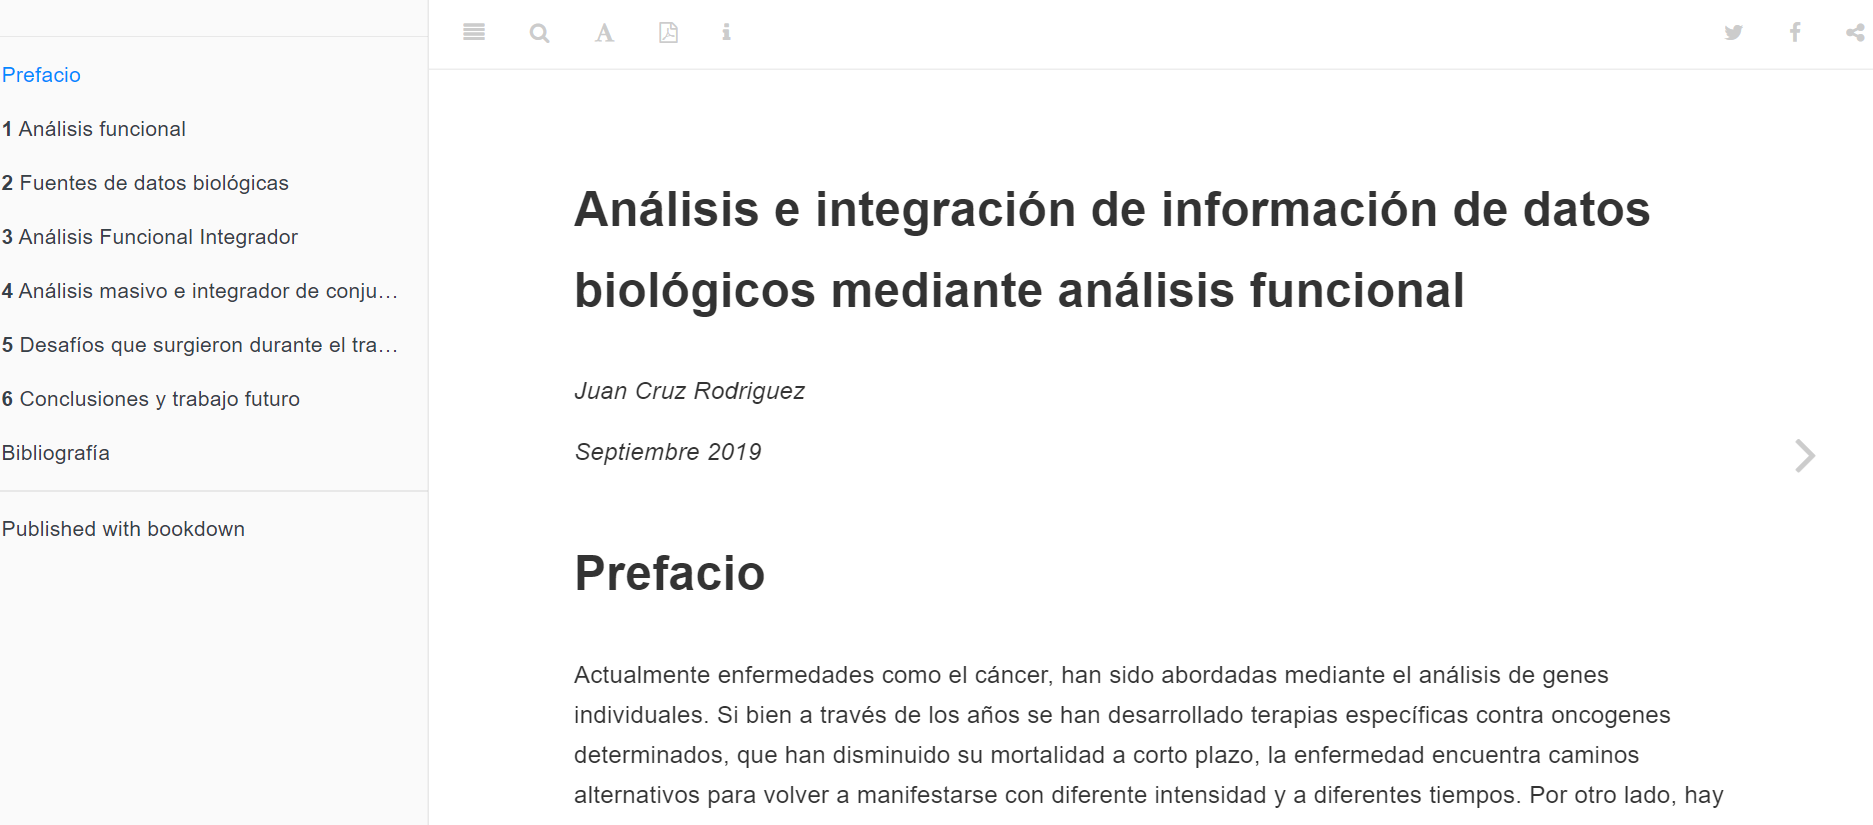 Prefacio
1 Análisis funcional
2 Fuentes de datos biológicas
3 Análisis Funcional Integrador
4 Análisis masivo e integrador de conju…
5 Desafíos que surgieron durante el tra…
6 Conclusiones y trabajo futuro
Bibliografía
Published with bookdown
Análisis e integración de información de datos
biológicos mediante análisis funcional
Juan Cruz Rodriguez
Septiembre 2019
Prefacio
Actualmente enfermedades como el cáncer, han sido abordadas mediante el análisis de genes
individuales. Si bien a través de los años se han desarrollado terapias específicas contra oncogenes
determinados, que han disminuido su mortalidad a corto plazo, la enfermedad encuentra caminos
alternativos para volver a manifestarse con diferente intensidad y a diferentes tiempos. Por otro lado, hay